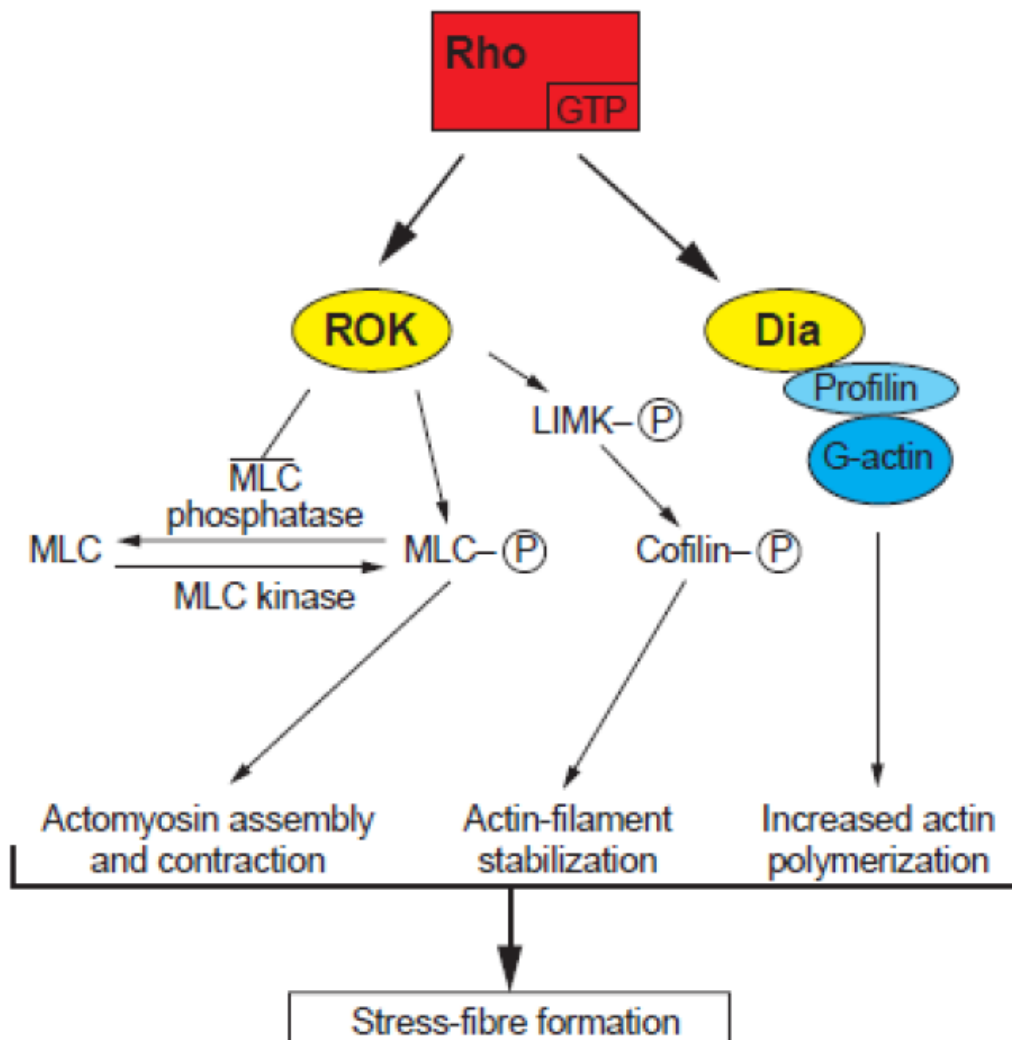 Rho
GTP
ROK
Dia
Profilin
LIMK–P
G-actin
MLC
phosphatase
MLC
MLC–P
Cofilin–P
MLC kinase
Actomyosin assembly
and contraction
Actin-filament
stabilization
Increased actin
polymerization
Stress-fibre formation